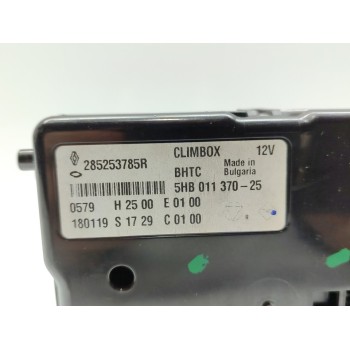 285253785R CLIMBOX 12V
BHTC Made in Bulgaria
5HB 011 370-25
0579 H 25 00 E 01 00
180119 S 17 29 C 01 00